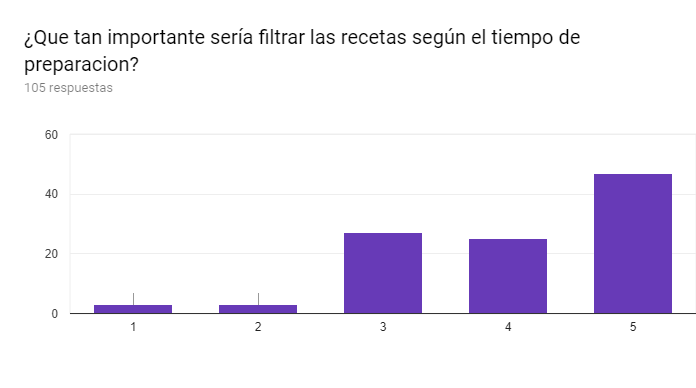 ¿Que tan importante sería filtrar las recetas según el tiempo de
preparacion?
105 respuestas
60
40
20
0
1 2 3 4 5